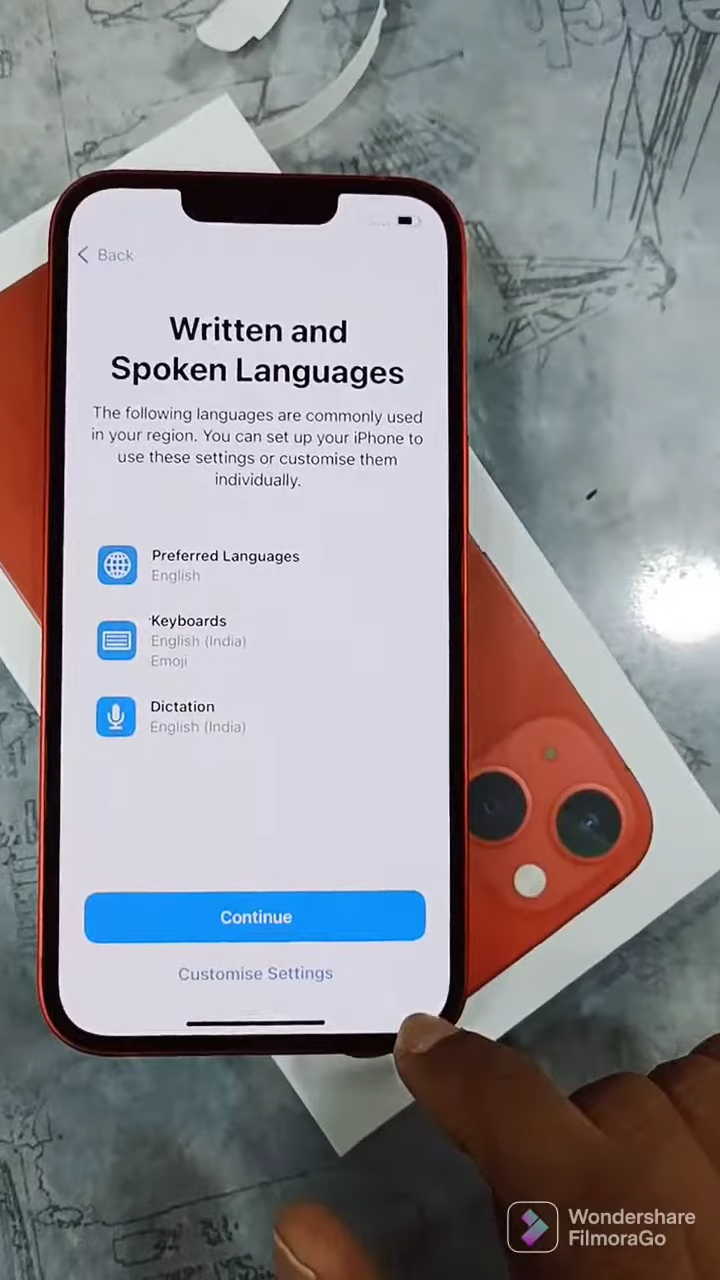 Back
Written and
Spoken Languages
The following languages are commonly used
in your region. You can set up your iPhone to
use these settings or customise them
individually.
Preferred Languages
English
Keyboards
English (India)
Emoji
Dictation
English (India)
Continue
Customise Settings
Wondershare
FilmoraGo